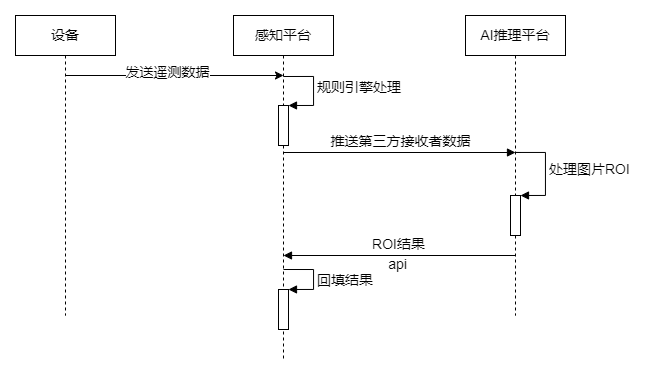 设备
感知平台
AI推理平台
发送遥测数据
规则引擎处理
推送第三方接收者数据
处理图片ROI
ROI结果
api
回填结果